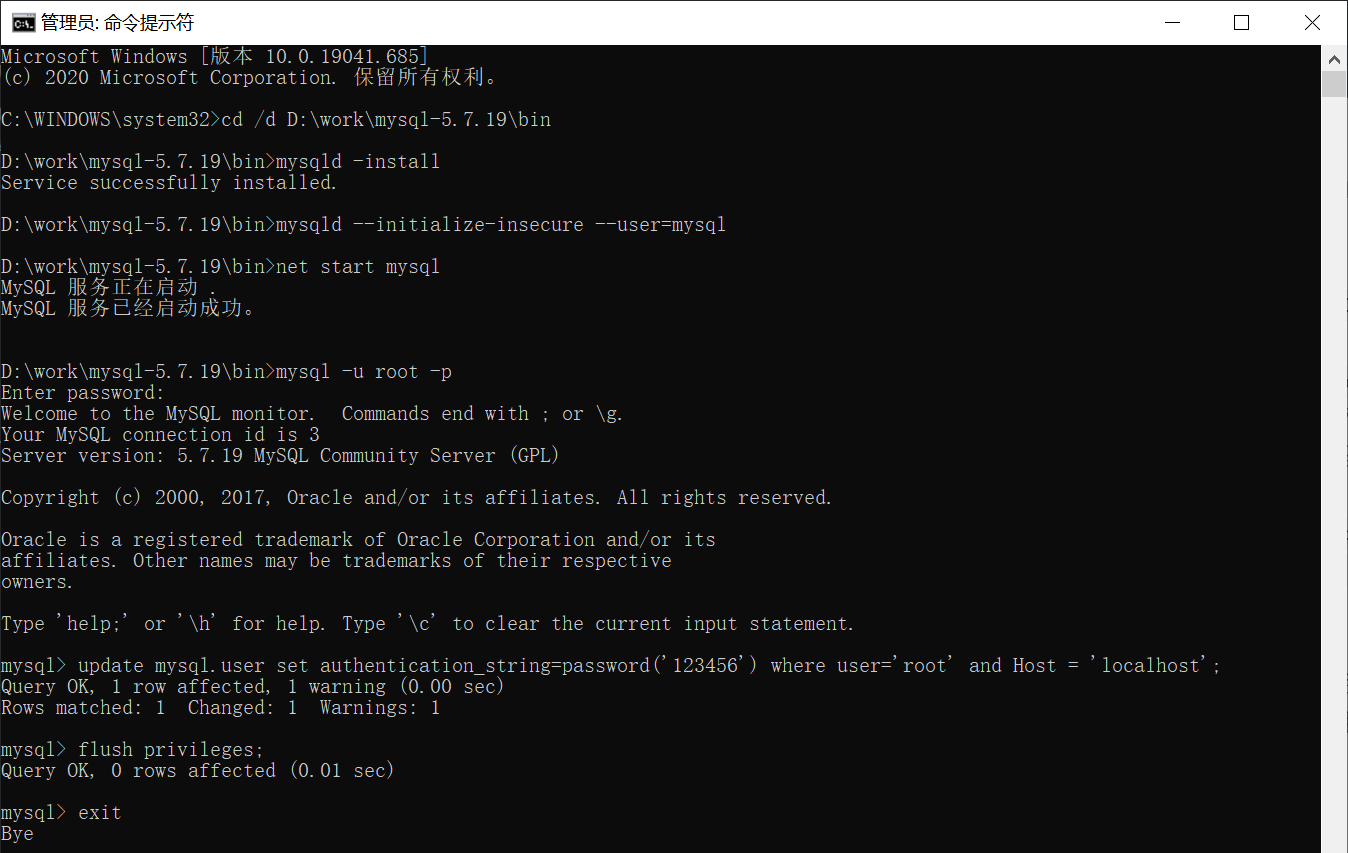 管理员: 命令提示符
Microsoft Windows [版本 10.0.19041.685]
(c) 2020 Microsoft Corporation. 保留所有权利。
C:\WINDOWS\system32>cd /d D:\work\mysql-5.7.19\bin
D:\work\mysql-5.7.19\bin>mysqld -install
Service successfully installed.
D:\work\mysql-5.7.19\bin>mysqld --initialize-insecure --user=mysql
D:\work\mysql-5.7.19\bin>net start mysql
MySQL 服务正在启动 .
MySQL 服务已经启动成功。
D:\work\mysql-5.7.19\bin>mysql -u root -p
Enter password:
Welcome to the MySQL monitor.  Commands end with ; or \g.
Your MySQL connection id is 3
Server version: 5.7.19 MySQL Community Server (GPL)
Copyright (c) 2000, 2017, Oracle and/or its affiliates. All rights reserved.
Oracle is a registered trademark of Oracle Corporation and/or its
affiliates. Other names may be trademarks of their respective
owners.
Type 'help;' or '\h' for help. Type '\c' to clear the current input statement.
mysql> update mysql.user set authentication_string=password('123456') where user='root' and Host = 'localhost';
Query OK, 1 row affected, 1 warning (0.00 sec)
Rows matched: 1  Changed: 1  Warnings: 1
mysql> flush privileges;
Query OK, 0 rows affected (0.01 sec)
mysql> exit
Bye